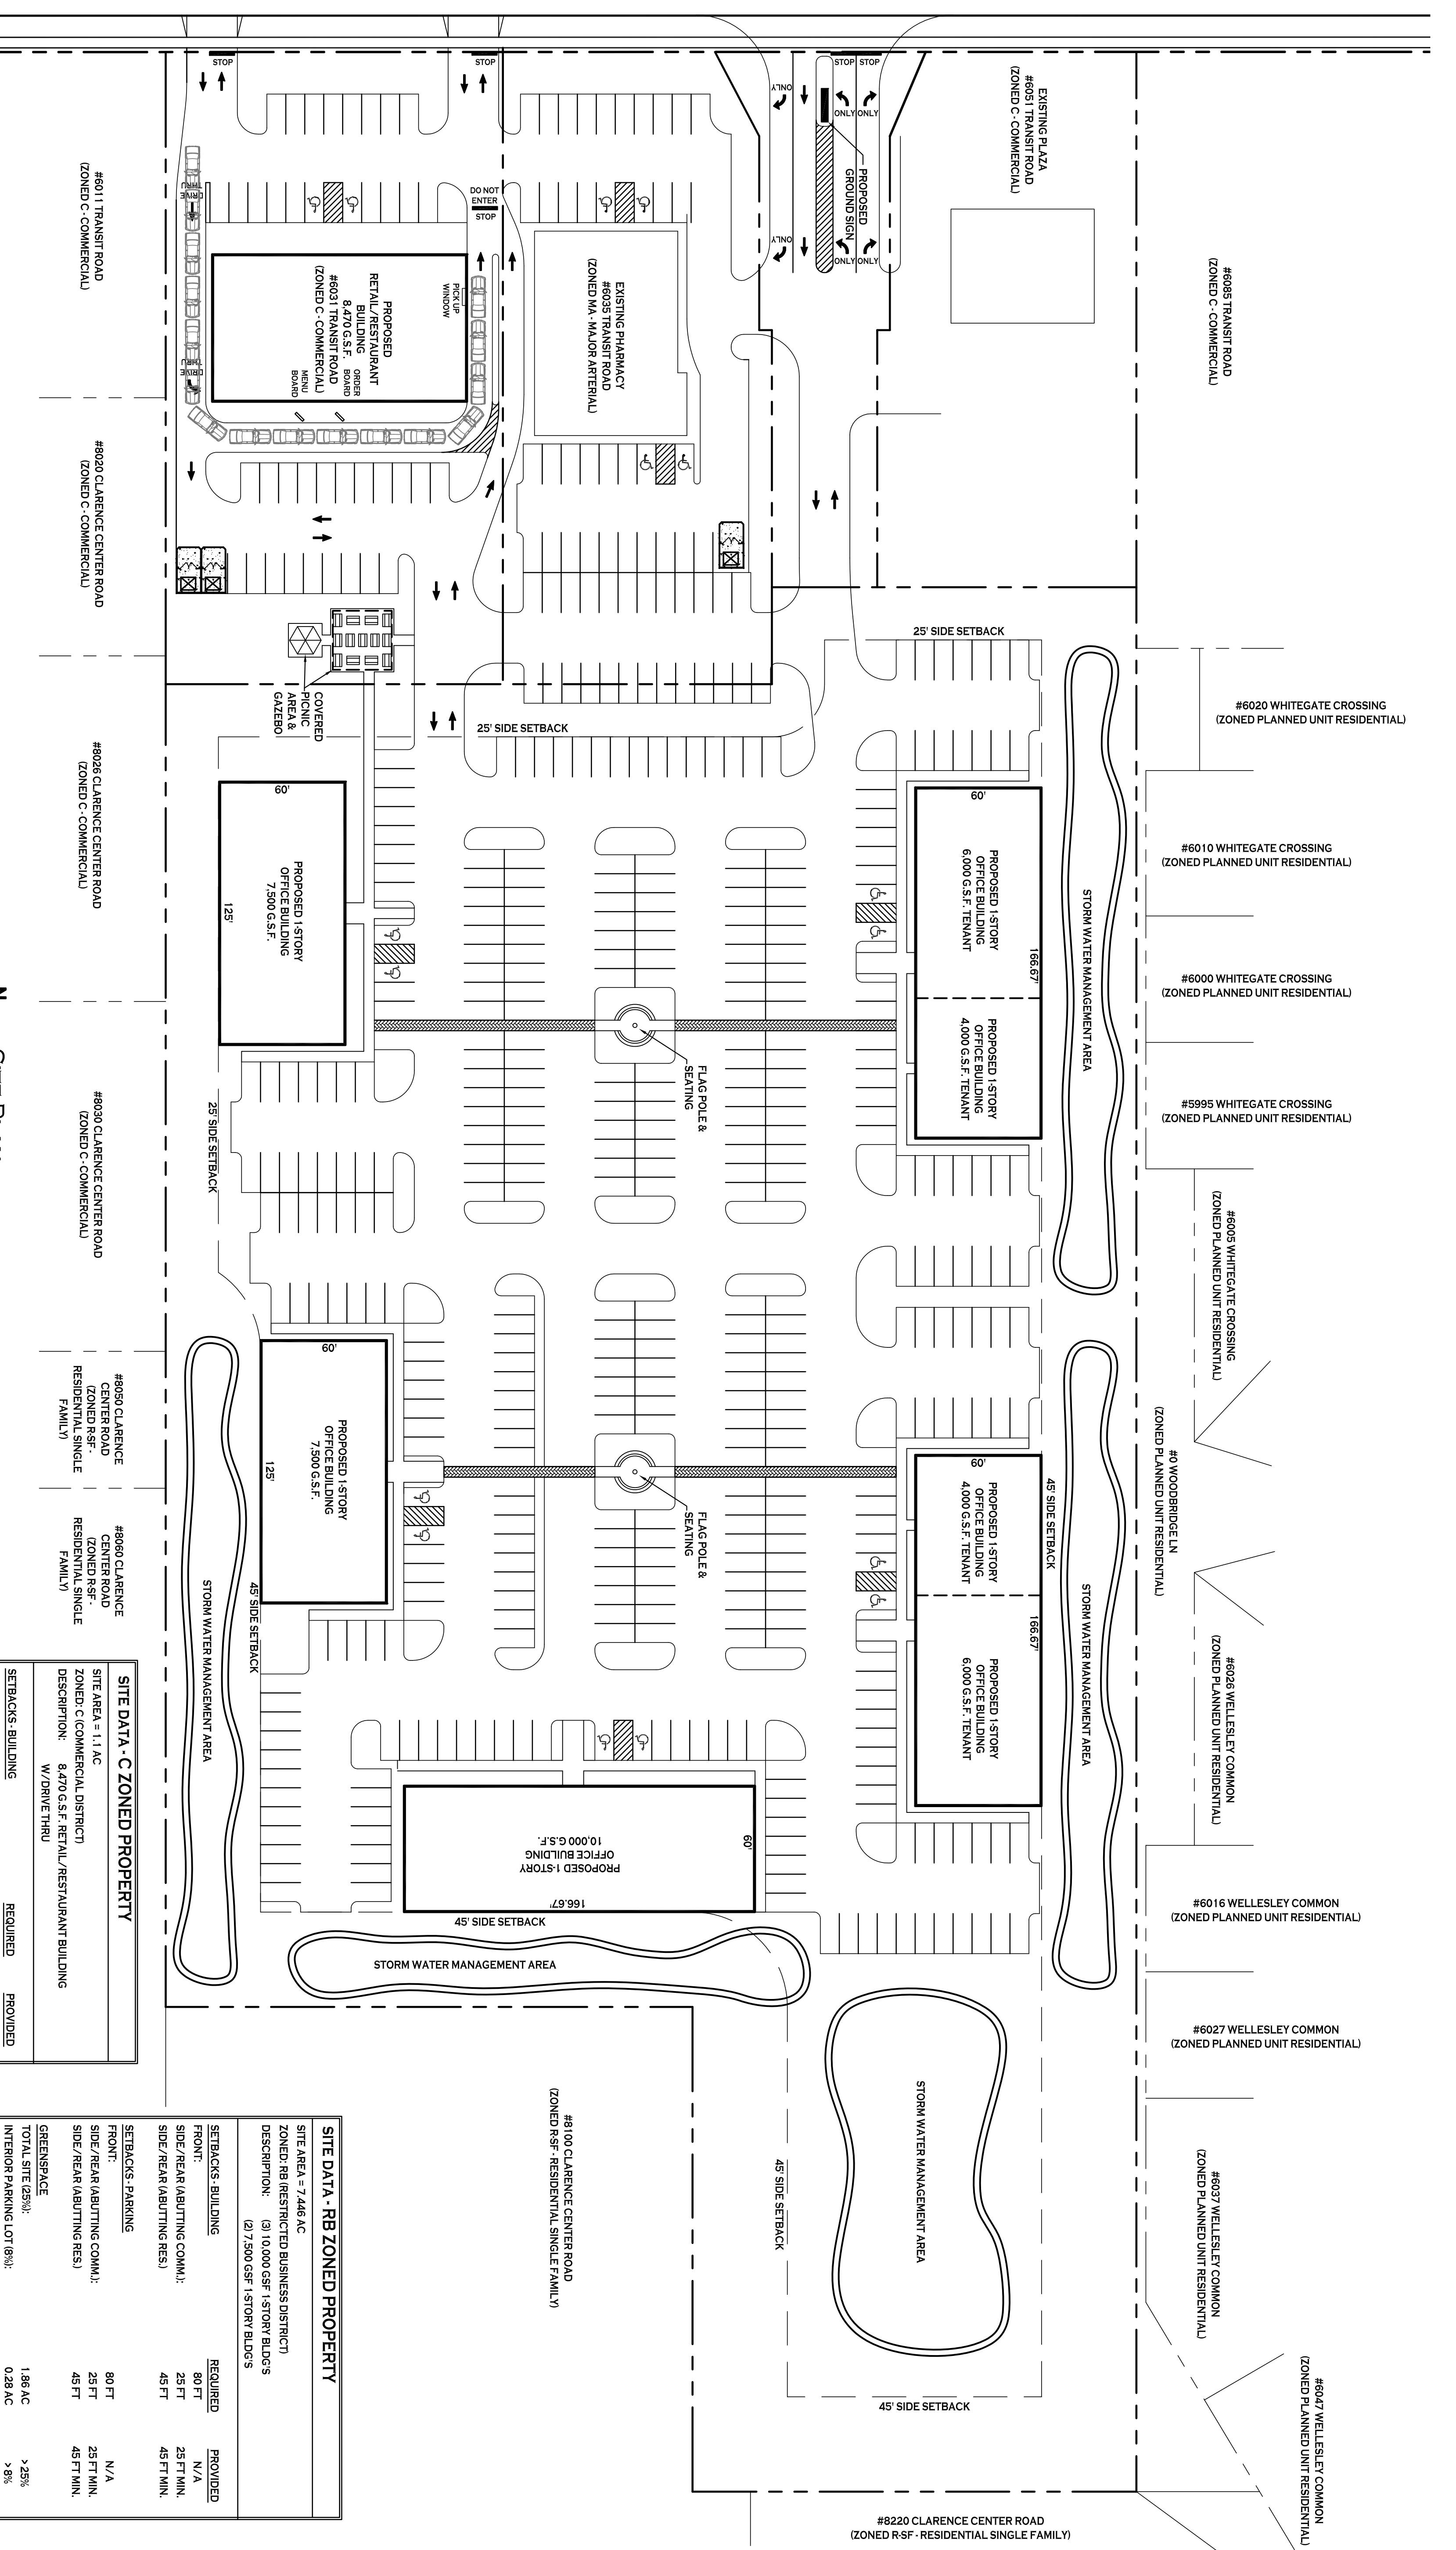 STOP
STOP
STOP
STOP
ONLY
ONLY
ONLY
ONLY
ONLY
ONLY
PROPOSED
GROUND SIGN
EXISTING PLAZA
#6051 TRANSIT ROAD
(ZONED C - COMMERCIAL)
#6085 TRANSIT ROAD
(ZONED C - COMMERCIAL)
#6011 TRANSIT ROAD
(ZONED C - COMMERCIAL)
DRIVE
THRU
DRIVE
THRU
DO NOT
ENTER
STOP
PICK UP
WINDOW
PROPOSED
RETAIL/RESTAURANT
BUILDING
8,470 G.S.F.
#6031 TRANSIT ROAD
(ZONED C - COMMERCIAL)
ORDER
BOARD
MENU
BOARD
EXISTING PHARMACY
#6035 TRANSIT ROAD
(ZONED MA - MAJOR ARTERIAL)
#8020 CLARENCE CENTER ROAD
(ZONED C - COMMERCIAL)
COVERED
PICNIC
AREA &
GAZEBO
25' SIDE SETBACK
25' SIDE SETBACK
#6020 WHITEGATE CROSSING
(ZONED PLANNED UNIT RESIDENTIAL)
#8026 CLARENCE CENTER ROAD
(ZONED C - COMMERCIAL)
60'
PROPOSED 1-STORY
OFFICE BUILDING
7,500 G.S.F.
125'
60'
PROPOSED 1-STORY
OFFICE BUILDING
6,000 G.S.F. TENANT
166.67'
PROPOSED 1-STORY
OFFICE BUILDING
4,000 G.S.F. TENANT
STORM WATER MANAGEMENT AREA
#6010 WHITEGATE CROSSING
(ZONED PLANNED UNIT RESIDENTIAL)
#6000 WHITEGATE CROSSING
(ZONED PLANNED UNIT RESIDENTIAL)
#5995 WHITEGATE CROSSING
(ZONED PLANNED UNIT RESIDENTIAL)
FLAG POLE &
SEATING
#8030 CLARENCE CENTER ROAD
(ZONED C - COMMERCIAL)
25' SIDE SETBACK
#6005 WHITEGATE CROSSING
(ZONED PLANNED UNIT RESIDENTIAL)
#0 WOODBRIDGE LN
(ZONED PLANNED UNIT RESIDENTIAL)
#8050 CLARENCE
CENTER ROAD
(ZONED R-SF -
RESIDENTIAL SINGLE
FAMILY)
#8060 CLARENCE
CENTER ROAD
(ZONED R-SF -
RESIDENTIAL SINGLE
FAMILY)
60'
PROPOSED 1-STORY
OFFICE BUILDING
7,500 G.S.F.
125'
45' SIDE SETBACK
STORM WATER MANAGEMENT AREA
FLAG POLE &
SEATING
60'
PROPOSED 1-STORY
OFFICE BUILDING
4,000 G.S.F. TENANT
PROPOSED 1-STORY
OFFICE BUILDING
6,000 G.S.F. TENANT
166.67'
45' SIDE SETBACK
STORM WATER MANAGEMENT AREA
#6026 WELLESLEY COMMON
(ZONED PLANNED UNIT RESIDENTIAL)
PROPOSED 1-STORY
OFFICE BUILDING
10,000 G.S.F.
60'
166.67'
45' SIDE SETBACK
STORM WATER MANAGEMENT AREA
#6016 WELLESLEY COMMON
(ZONED PLANNED UNIT RESIDENTIAL)
#6027 WELLESLEY COMMON
(ZONED PLANNED UNIT RESIDENTIAL)
STORM WATER MANAGEMENT AREA
45' SIDE SETBACK
45' SIDE SETBACK
#8100 CLARENCE CENTER ROAD
(ZONED R-SF - RESIDENTIAL SINGLE FAMILY)
#6037 WELLESLEY COMMON
(ZONED PLANNED UNIT RESIDENTIAL)
#6047 WELLESLEY COMMON
(ZONED PLANNED UNIT RESIDENTIAL)
#8220 CLARENCE CENTER ROAD
(ZONED R-SF - RESIDENTIAL SINGLE FAMILY)
SITE DATA - C ZONED PROPERTY
SITE AREA = 1.1 AC
ZONED: C (COMMERCIAL DISTRICT)
DESCRIPTION: 8,470 G.S.F. RETAIL/RESTAURANT BUILDING
W/DRIVE THRU
SETBACKS - BUILDING REQUIRED PROVIDED
SITE DATA - RB ZONED PROPERTY
SITE AREA = 7.446 AC
ZONED: RB (RESTRICTED BUSINESS DISTRICT)
DESCRIPTION: (3) 10,000 GSF 1-STORY BLDG'S
(2) 7,500 GSF 1-STORY BLDG'S
SETBACKS - BUILDING REQUIRED PROVIDED
FRONT: 80 FT N/A
SIDE/REAR (ABUTTING COMM.): 25 FT 25 FT MIN.
SIDE/REAR (ABUTTING RES.) 45 FT 45 FT MIN.
SETBACKS - PARKING
FRONT: 80 FT N/A
SIDE/REAR (ABUTTING COMM.): 25 FT 25 FT MIN.
SIDE/REAR (ABUTTING RES.) 45 FT 45 FT MIN.
GREENSPACE
TOTAL SITE (25%): 1.86 AC > 25%
INTERIOR PARKING LOT (8%): 0.28 AC > 8%